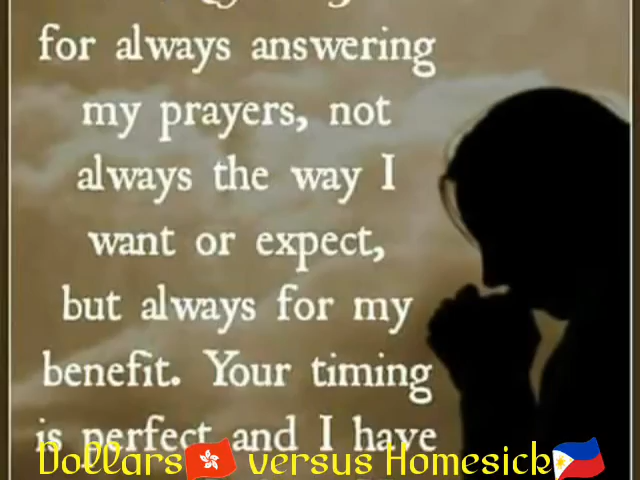 for always answering
my prayers, not
always the way I
want or expect,
but always for my
benefit. Your timing
is perfect and I have
Dollars🇭🇰 versus Homesick🇵🇭